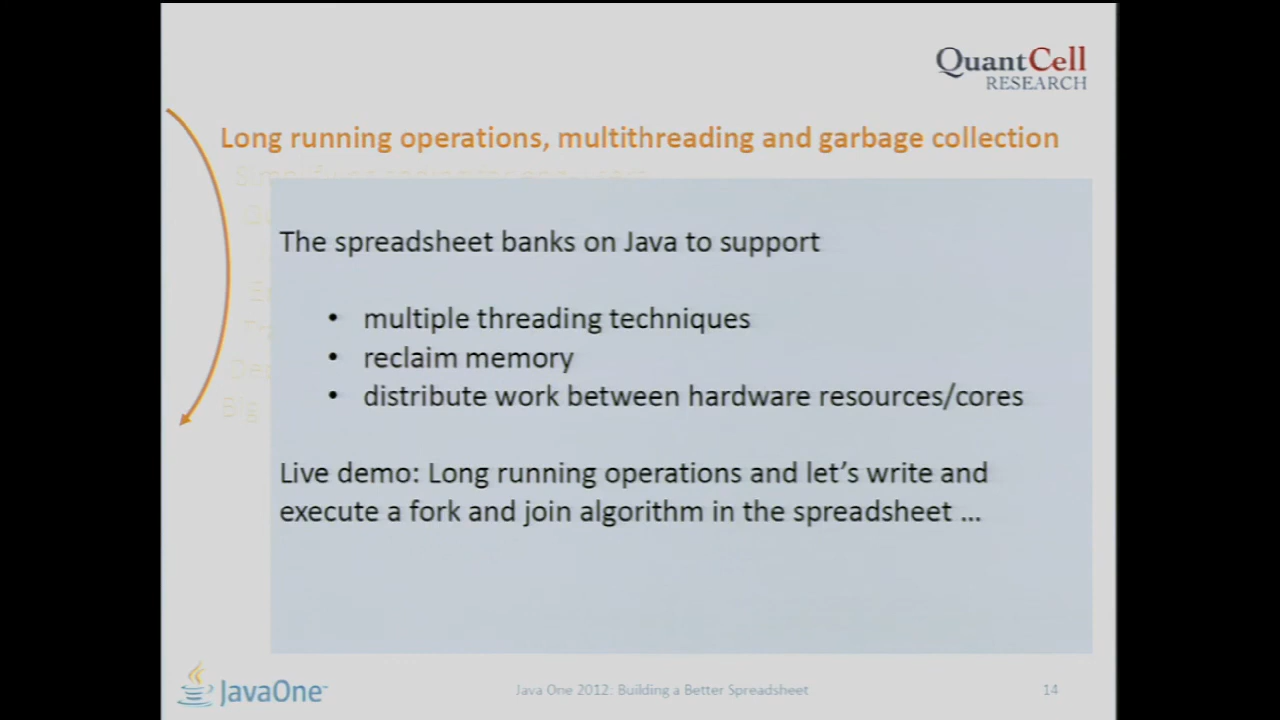 QuantCell
RESEARCH
Long running operations, multithreading and garbage collection
The spreadsheet banks on Java to support
• multiple threading techniques
• reclaim memory
• distribute work between hardware resources/cores
Live demo: Long running operations and let's write and
execute a fork and join algorithm in the spreadsheet ...
JavaOne™
Java One 2012: Building a Better Spreadsheet
14